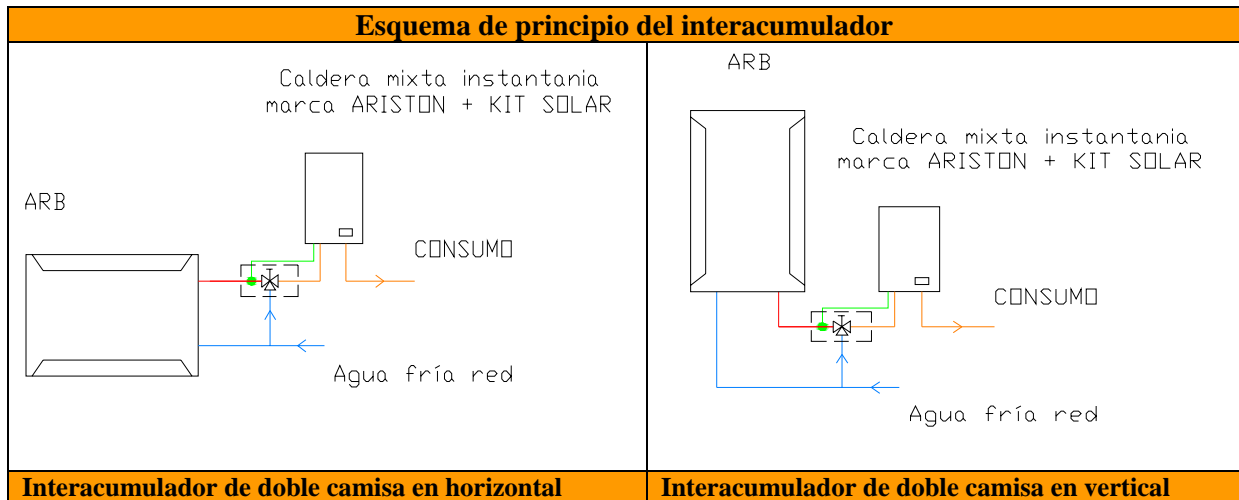 Esquema de principio del interacumulador
Caldera mixta instantania
marca ARISTON + KIT SOLAR
ARB
CONSUMO
Agua fría red
ARB
Caldera mixta instantania
marca ARISTON + KIT SOLAR
CONSUMO
Agua fría red
Interacumulador de doble camisa en horizontal
Interacumulador de doble camisa en vertical